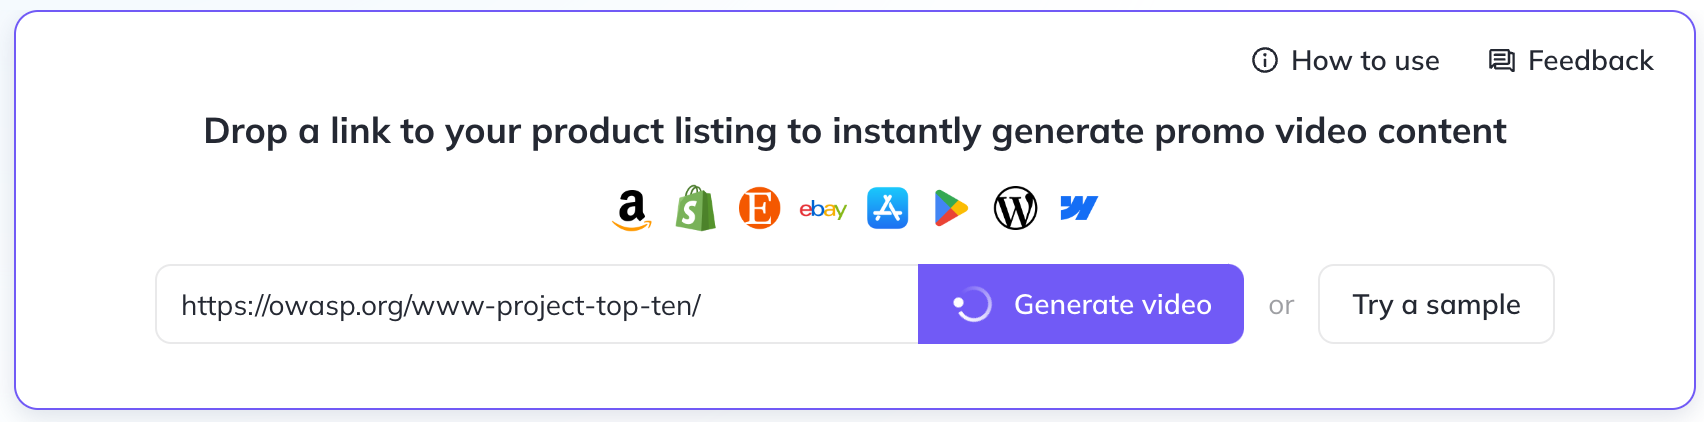 How to use Feedback
Drop a link to your product listing to instantly generate promo video content
a S E ebay W
https://owasp.org/www-project-top-ten/ Generate video or Try a sample